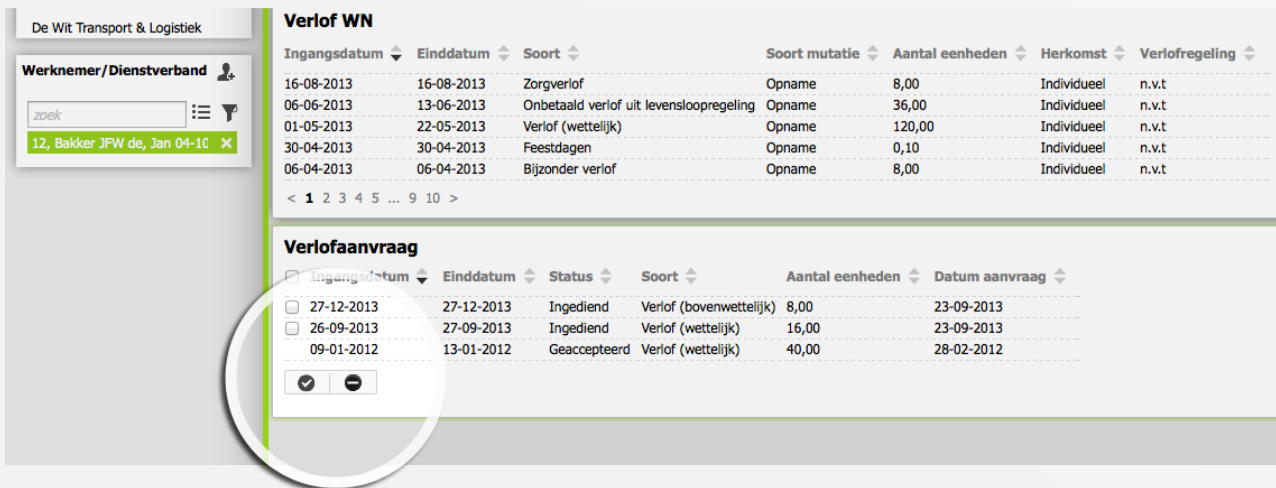 De Wit Transport & Logistiek
Werknemer/Dienstverband
zoek
12, Bakker JFW de, Jan 04-10
Verlof WN
Ingangsdatum Einddatum Soort Soort mutatie Aantal eenheden Herkomst Verlofregeling
16-08-2013 16-08-2013 Zorgverlof Opname 8,00 Individueel n.v.t
06-06-2013 13-06-2013 Onbetaald verlof uit levensloopregeling Opname 36,00 Individueel n.v.t
01-05-2013 22-05-2013 Verlof (wettelijk) Opname 120,00 Individueel n.v.t
30-04-2013 30-04-2013 Feestdagen Opname 0,10 Individueel n.v.t
06-04-2013 06-04-2013 Bijzonder verlof Opname 8,00 Individueel n.v.t
< 1 2 3 4 5 ... 9 10 >
Verlofaanvraag
Ingangsdatum Einddatum Status Soort Aantal eenheden Datum aanvraag
27-12-2013 27-12-2013 Ingediend Verlof (bovenwettelijk) 8,00 23-09-2013
26-09-2013 27-09-2013 Ingediend Verlof (wettelijk) 16,00 23-09-2013
09-01-2012 13-01-2012 Geaccepteerd Verlof (wettelijk) 40,00 28-02-2012